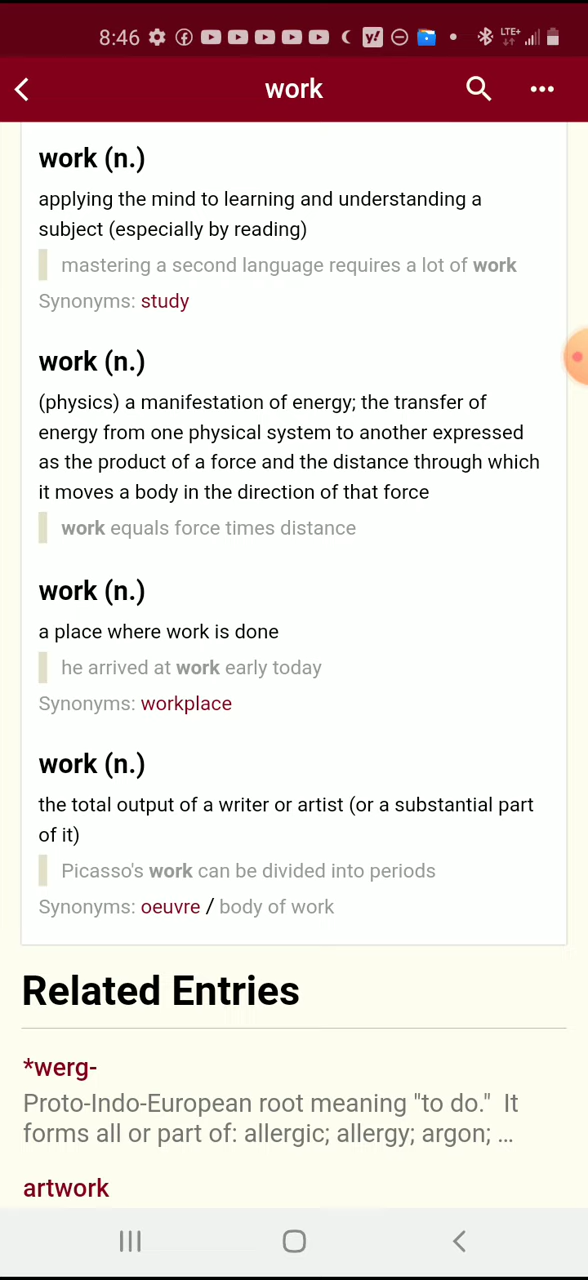 8:46
y!
LTE+
work
work (n.)
applying the mind to learning and understanding a
subject (especially by reading)
mastering a second language requires a lot of work
Synonyms: study
work (n.)
(physics) a manifestation of energy; the transfer of
energy from one physical system to another expressed
as the product of a force and the distance through which
it moves a body in the direction of that force
work equals force times distance
work (n.)
a place where work is done
he arrived at work early today
Synonyms: workplace
work (n.)
the total output of a writer or artist (or a substantial part
of it)
Picasso's work can be divided into periods
Synonyms: oeuvre / body of work
Related Entries
*werg-
Proto-Indo-European root meaning "to do." It
forms all or part of: allergic; allergy; argon; ...
artwork